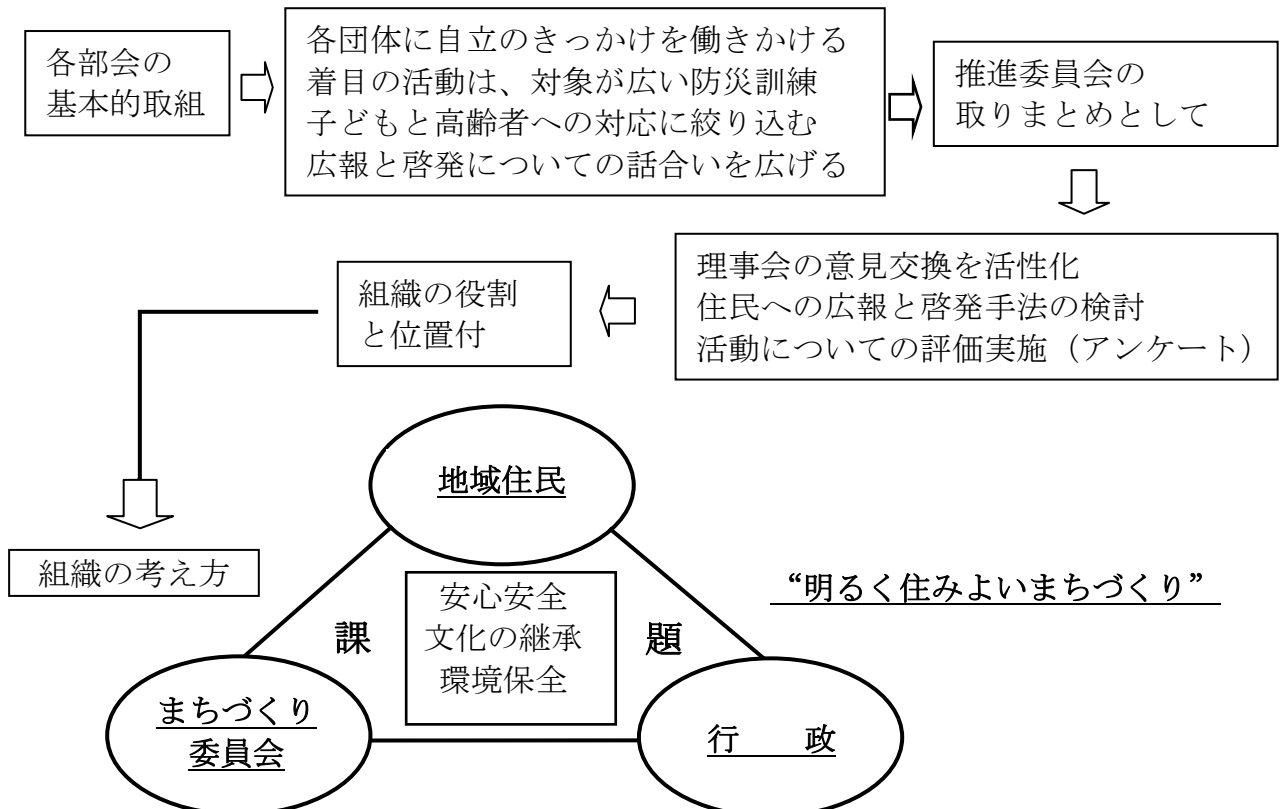 各部会の
基本的取組
各団体に自立のきっかけを働きかける
着目の活動は、対象が広い防災訓練
子どもと高齢者への対応に絞り込む
広報と啓発についての話合いを広げる
推進委員会の
取りまとめとして
理事会の意見交換を活性化
住民への広報と啓発手法の検討
活動についての評価実施（アンケート）
組織の役割
と位置付
組織の考え方
地域住民
“明るく住みよいまちづくり”
課 題
安心安全
文化の継承
環境保全
まちづくり
委員会
行 政